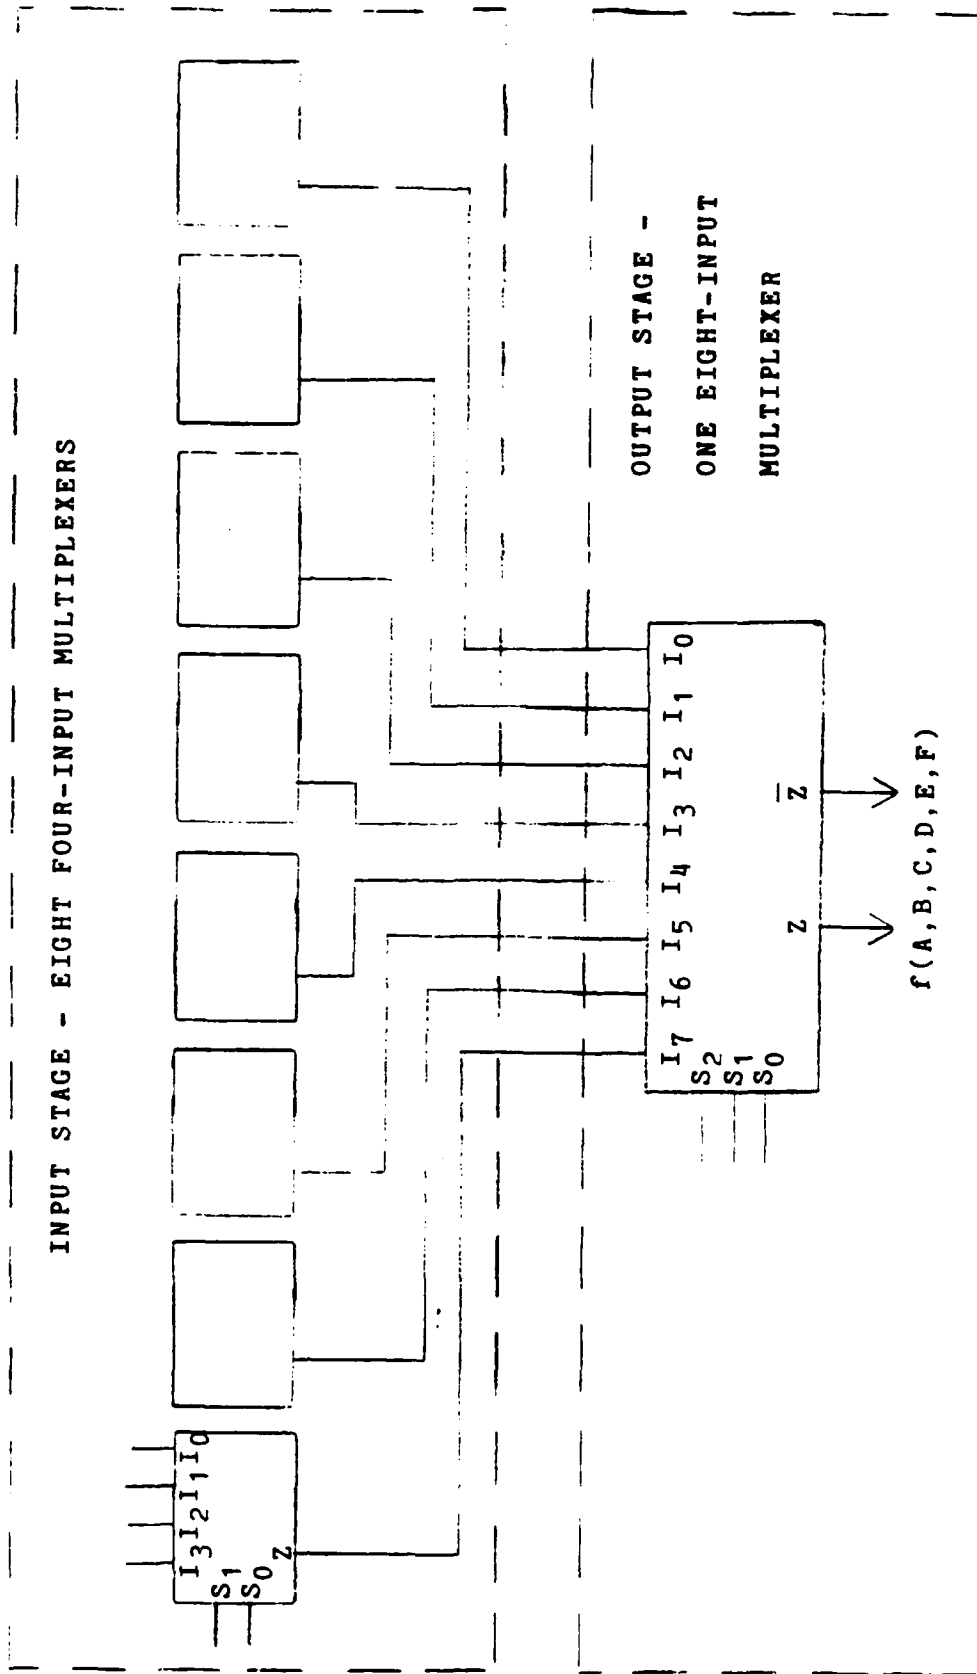 INPUT STAGE - EIGHT FOUR-INPUT MULTIPLEXERS
I3 I2 I1 I0
S1
S0
Z
OUTPUT STAGE -
ONE EIGHT-INPUT
MULTIPLEXER
I7 I6 I5 I4 I3 I2 I1 I0
S2
S1
S0
Z Z̅
f(A,B,C,D,E,F)